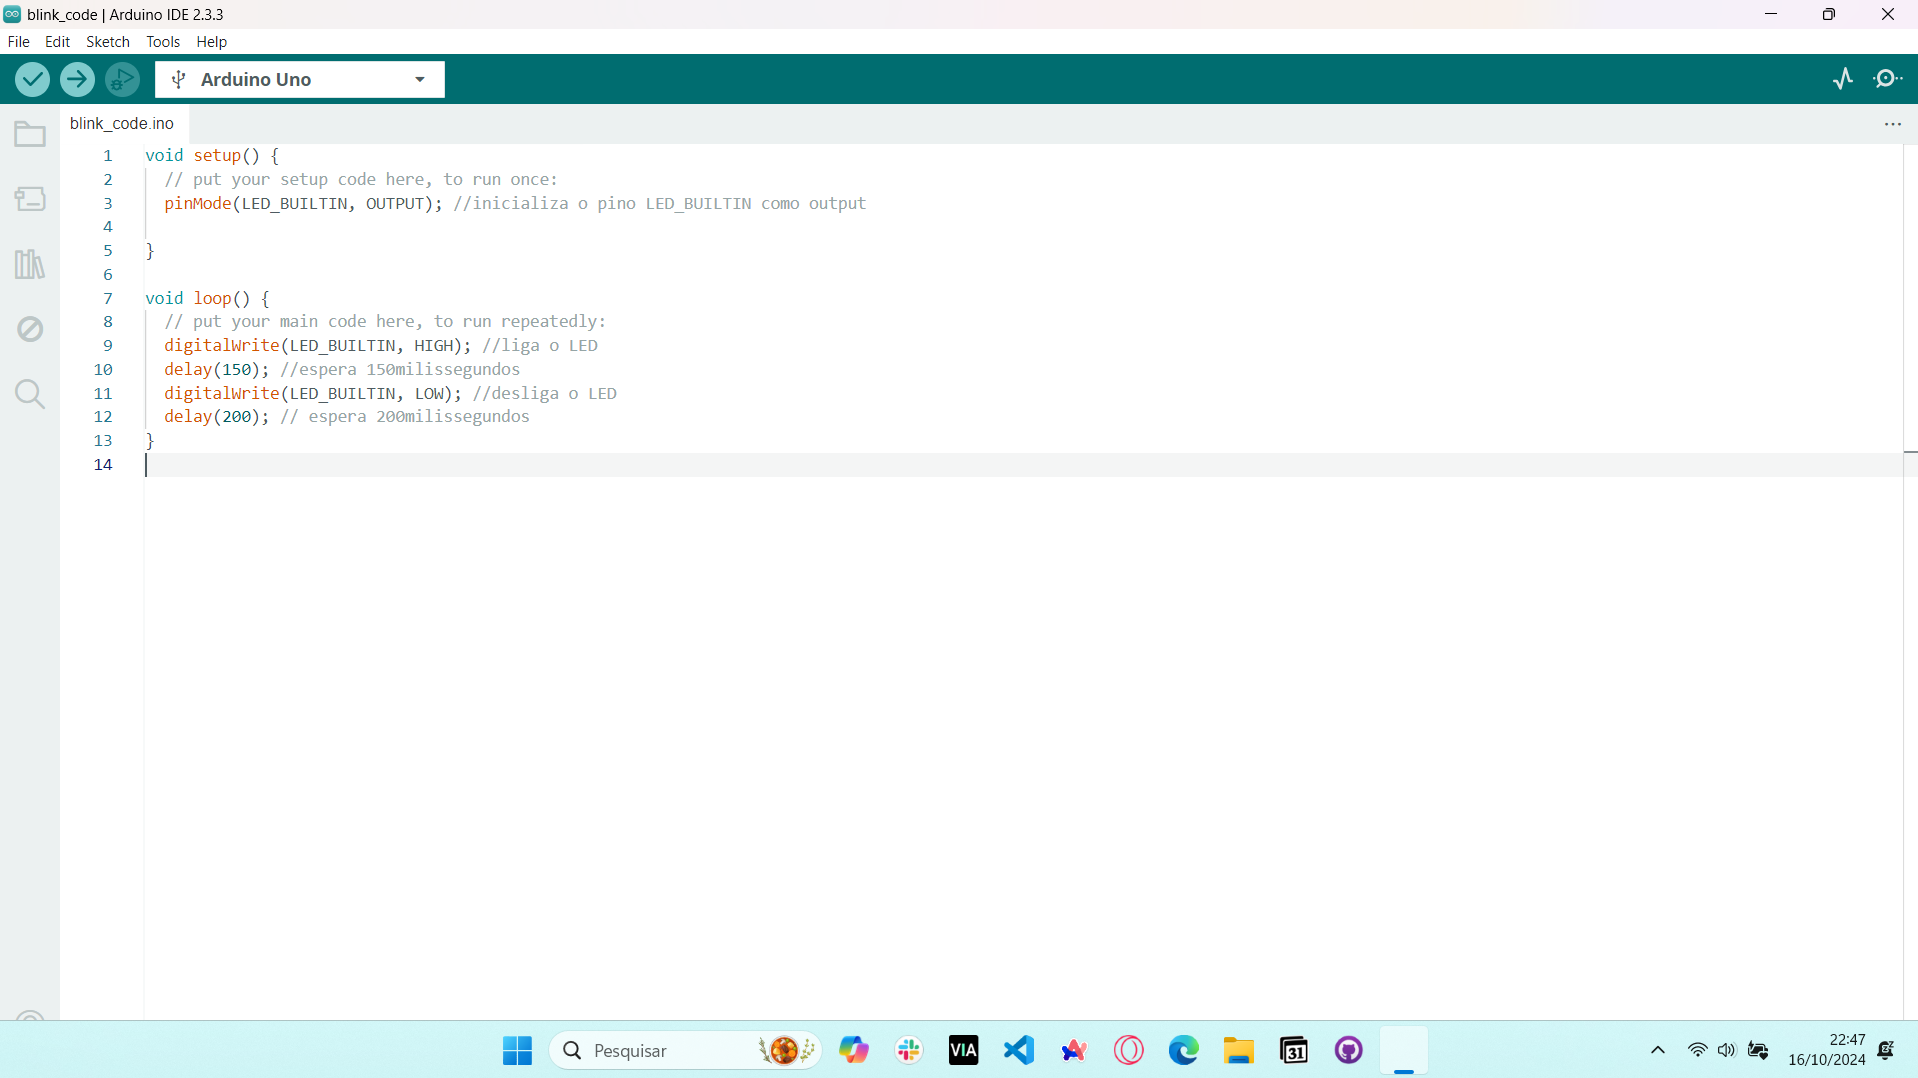 blink_code | Arduino IDE 2.3.3
File Edit Sketch Tools Help
Arduino Uno
blink_code.ino
1 void setup() {
2 // put your setup code here, to run once:
3 pinMode(LED_BUILTIN, OUTPUT); //inicializa o pino LED_BUILTIN como output
4
5 }
6
7 void loop() {
8 // put your main code here, to run repeatedly:
9 digitalWrite(LED_BUILTIN, HIGH); //liga o LED
10 delay(150); //espera 150milissegundos
11 digitalWrite(LED_BUILTIN, LOW); //desliga o LED
12 delay(200); // espera 200milissegundos
13 }
14
Pesquisar
VIA
31
22:47
16/10/2024